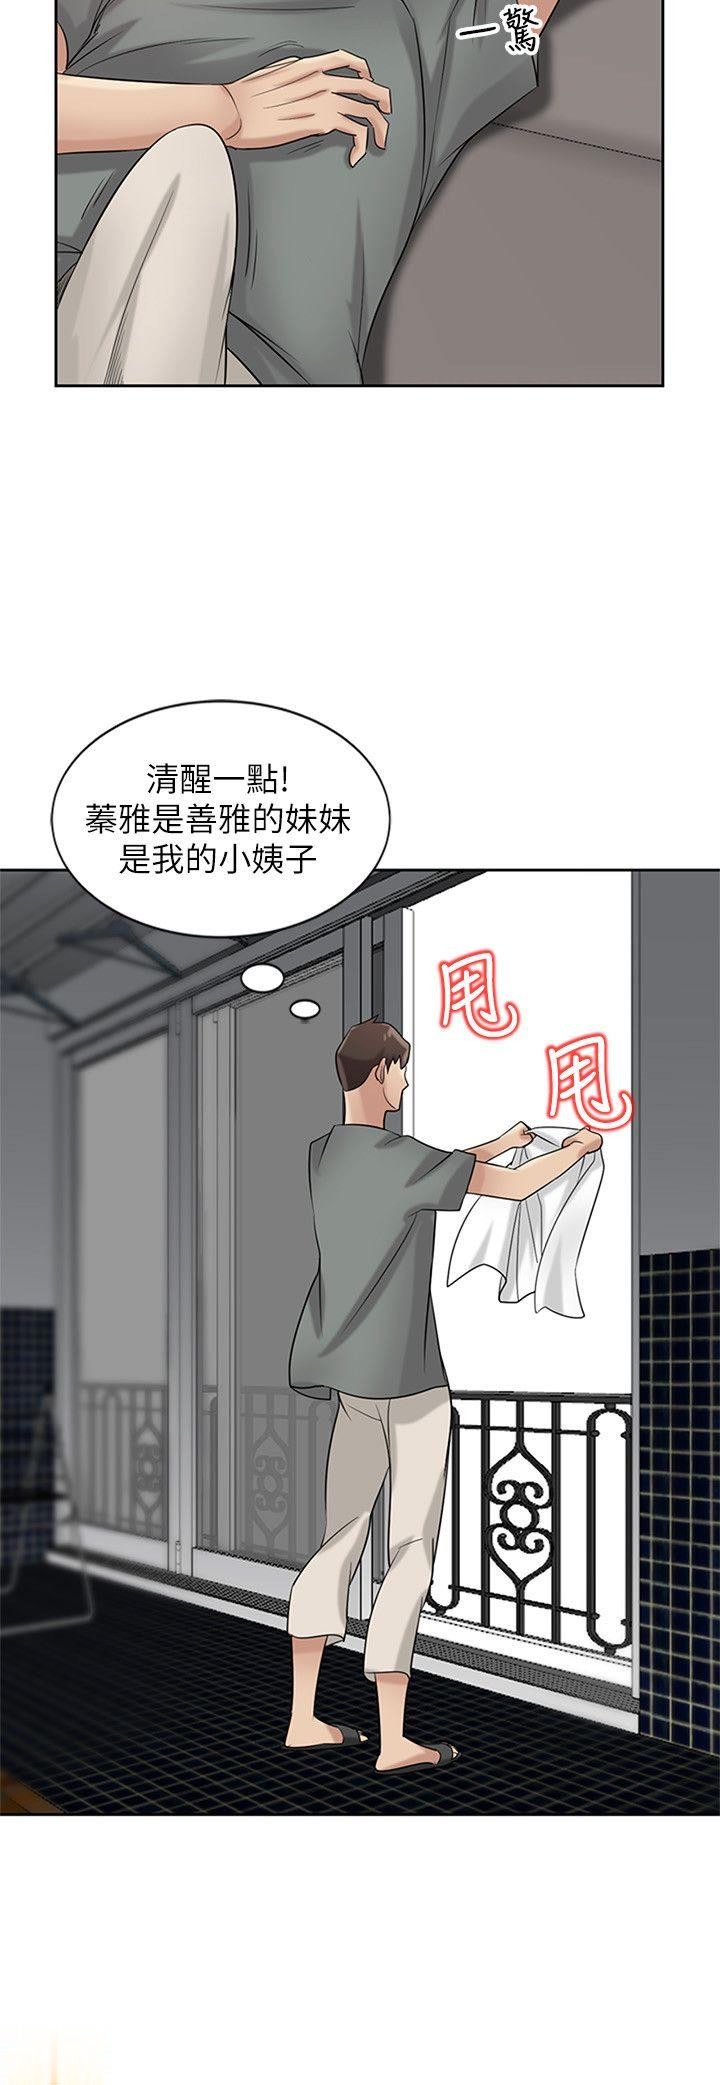 一驚
清醒一點!
蓁雅是善雅的妹妹
是我的小姨子
甩
甩